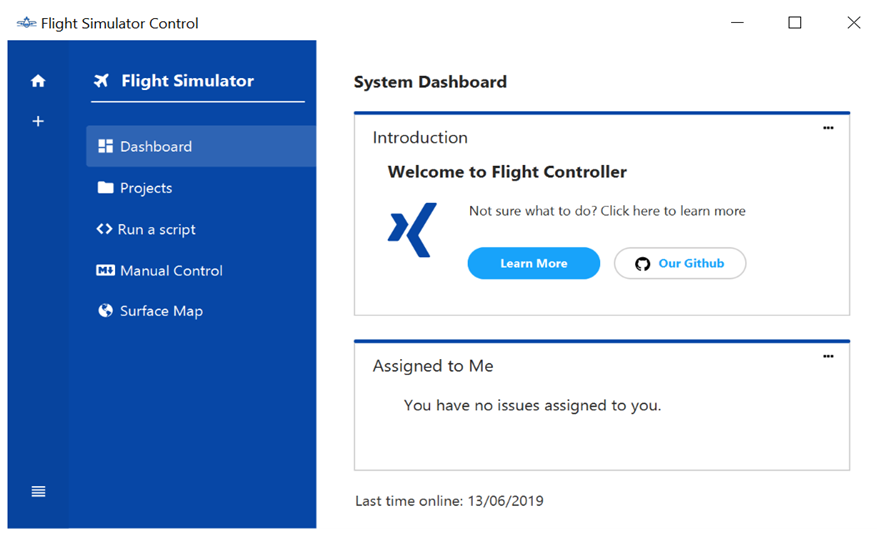 Flight Simulator Control
Flight Simulator
Dashboard
Projects
Run a script
Manual Control
Surface Map
System Dashboard
Introduction
Welcome to Flight Controller
Not sure what to do? Click here to learn more
Learn More
Our Github
Assigned to Me
You have no issues assigned to you.
Last time online: 13/06/2019